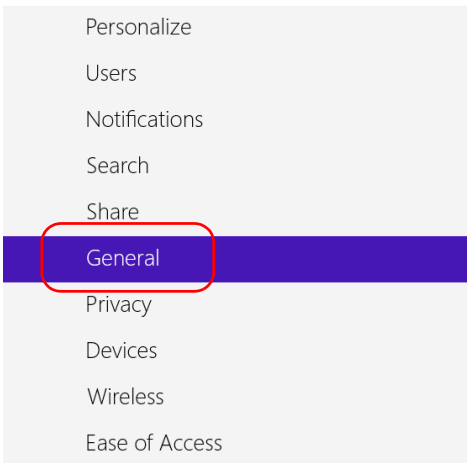 Personalize
Users
Notifications
Search
Share
General
Privacy
Devices
Wireless
Ease of Access